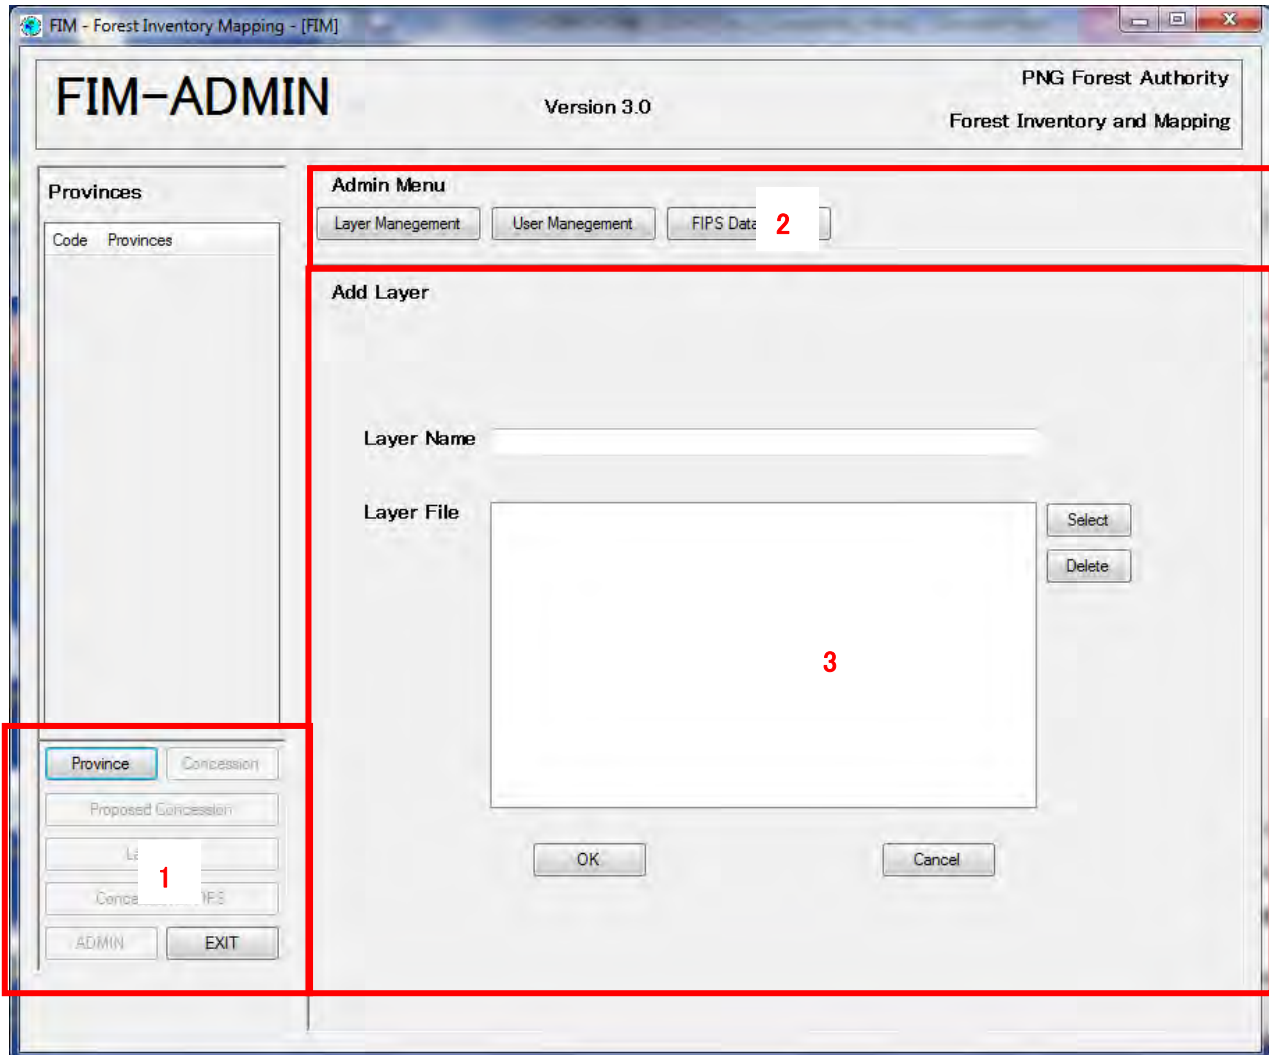 FIM - Forest Inventory Mapping - [FIM]
X
FIM-ADMIN
Version 3.0
PNG Forest Authority
Forest Inventory and Mapping
Provinces
Code Provinces
Admin Menu
Layer Manegement User Manegement FIPS Data
2
Add Layer
Layer Name
Layer File
Select
Delete
3
OK Cancel
Province Concession
Proposed Concession
1
ADMIN EXIT